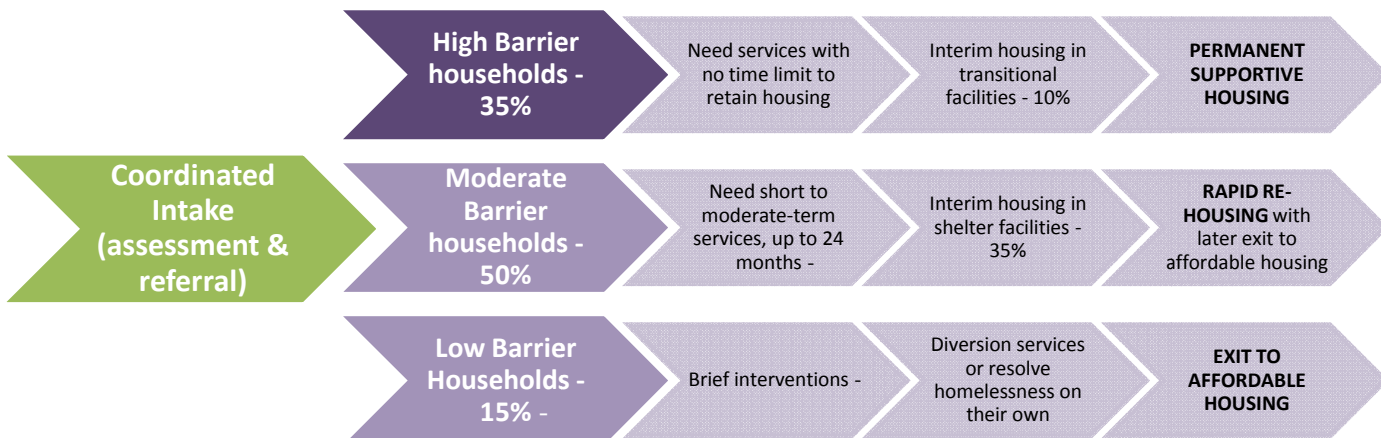 High Barrier
households -
35%
Need services with
no time limit to
retain housing
Interim housing in
transitional
facilities - 10%
PERMANENT
SUPPORTIVE
HOUSING
Coordinated
Intake
(assessment &
referral)
Moderate
Barrier
households -
50%
Need short to
moderate-term
services, up to 24
months -
Interim housing in
shelter facilities -
35%
RAPID RE-
HOUSING with
later exit to
affordable housing
Low Barrier
Households -
15% -
Brief interventions -
Diversion services
or resolve
homelessness on
their own
EXIT TO
AFFORDABLE
HOUSING